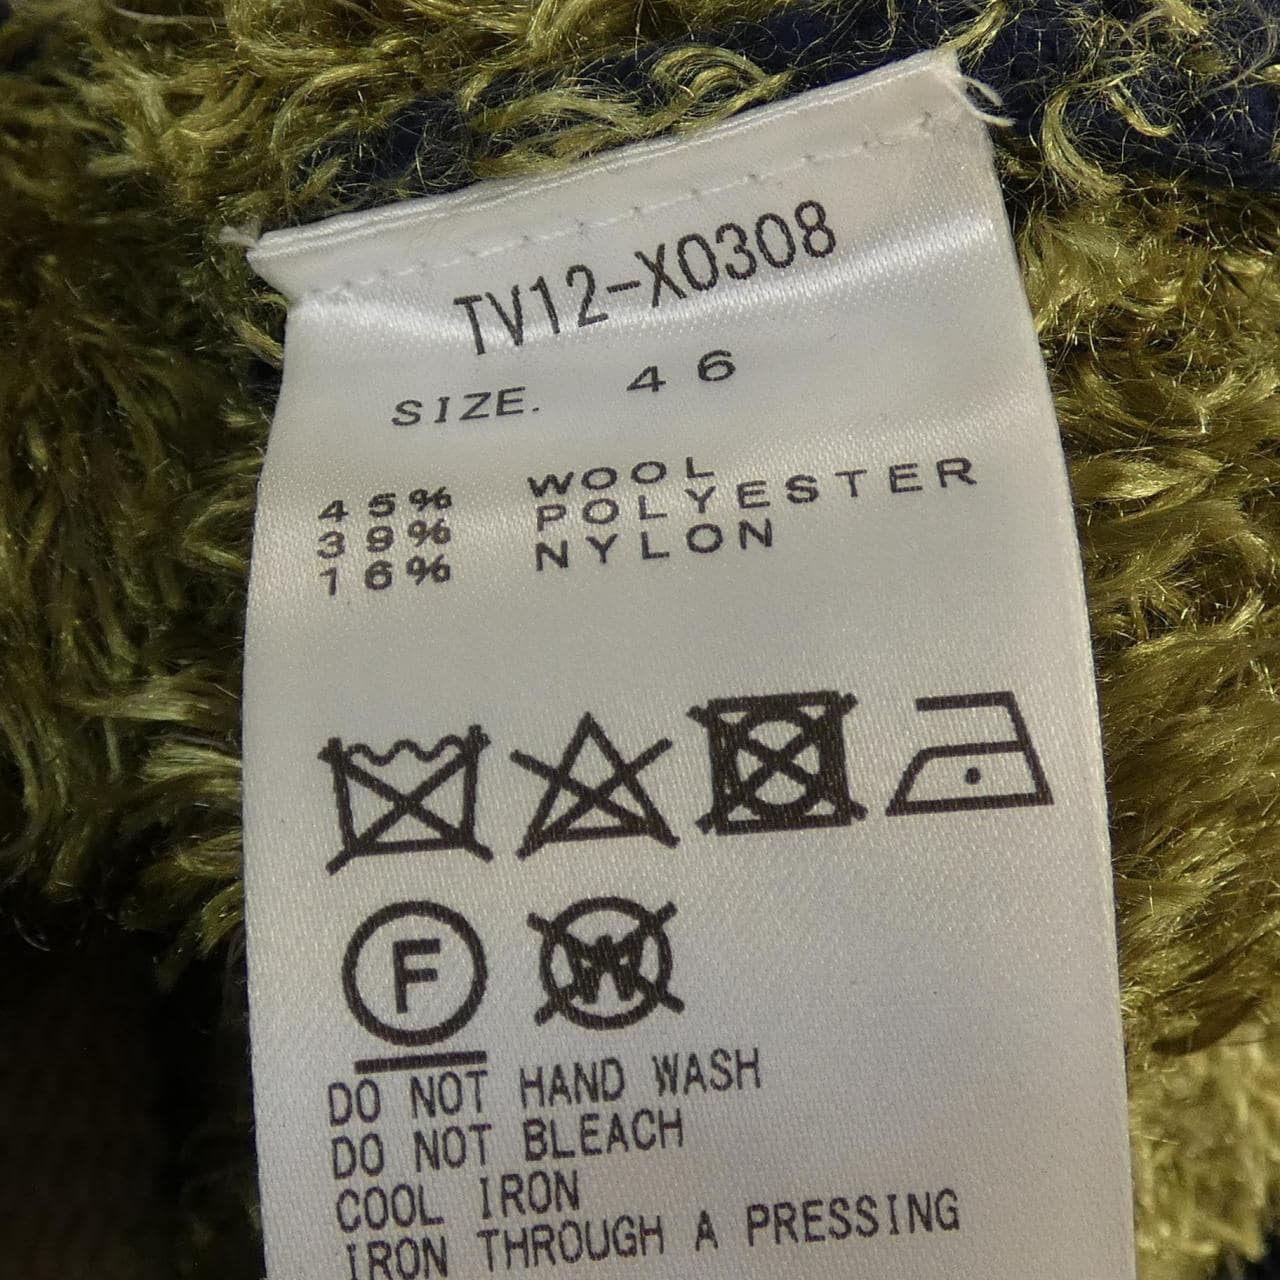 TV12-X0308
SIZE. 46
45% WOOL
39% POLYESTER
16% NYLON
F W
DO NOT HAND WASH
DO NOT BLEACH
COOL IRON
IRON THROUGH A PRESSING